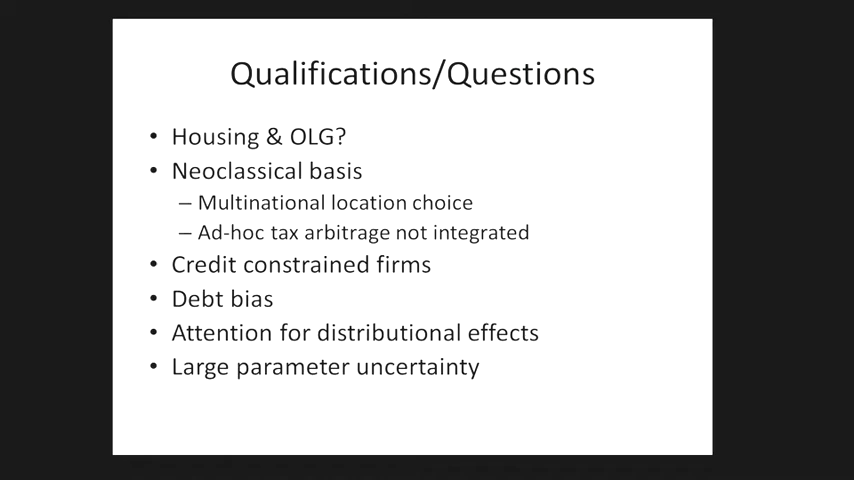 Qualifications/Questions
• Housing & OLG?
• Neoclassical basis
– Multinational location choice
– Ad-hoc tax arbitrage not integrated
• Credit constrained firms
• Debt bias
• Attention for distributional effects
• Large parameter uncertainty